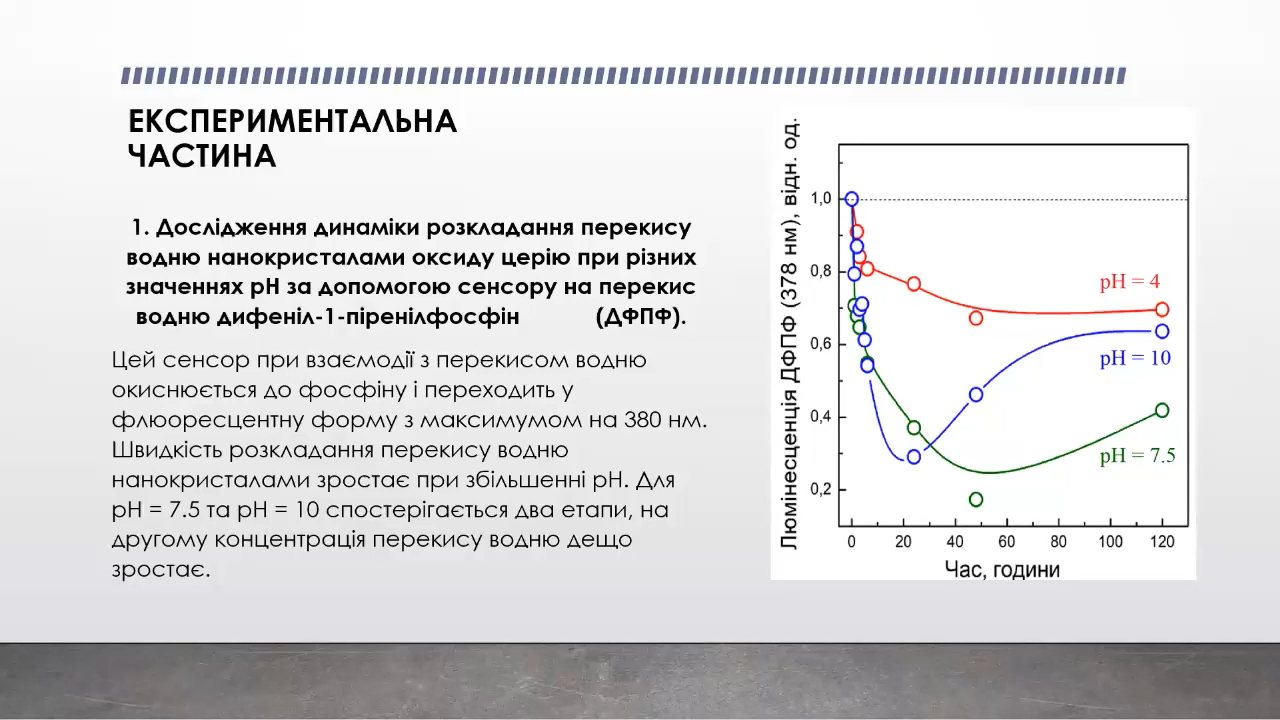 ЕКСПЕРИМЕНТАЛЬНА
ЧАСТИНА
1. Дослідження динаміки розкладання перекису
водню нанокристалами оксиду церію при різних
значеннях pH за допомогою сенсору на перекис
водню дифеніл-1-піренілфосфін (ДФПФ).
Цей сенсор при взаємодії з перекисом водню
окиснюється до фосфіну і переходить у
флюоресцентну форму з максимумом на 380 нм.
Швидкість розкладання перекису водню
нанокристалами зростає при збільшенні pH. Для
pH = 7.5 та pH = 10 спостерігається два етапи, на
другому концентрація перекису водню дещо
зростає.
Люмінесценція ДФПФ (378 нм), відн. од.
1,0
0,8
0,6
0,4
0,2
pH = 4
pH = 10
pH = 7.5
0 20 40 60 80 100 120
Час, години